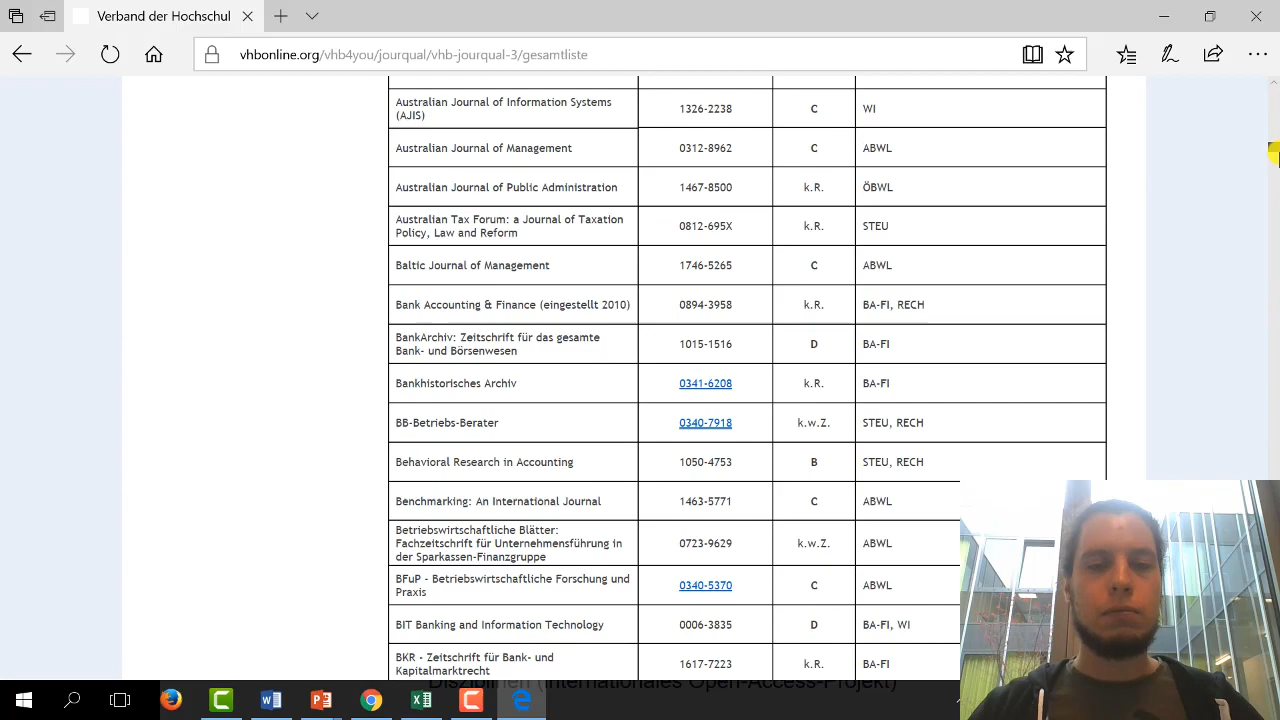 Verband der Hochschul
vhbonline.org/vhb4you/jourqual/vhb-jourqual-3/gesamtliste
Australian Journal of Information Systems
(AJIS)
1326-2238
C
WI
Australian Journal of Management
0312-8962
C
ABWL
Australian Journal of Public Administration
1467-8500
k.R.
ÖBWL
Australian Tax Forum: a Journal of Taxation
Policy, Law and Reform
0812-695X
k.R.
STEU
Baltic Journal of Management
1746-5265
C
ABWL
Bank Accounting & Finance (eingestellt 2010)
0894-3958
k.R.
BA-FI, RECH
BankArchiv: Zeitschrift für das gesamte
Bank- und Börsenwesen
1015-1516
D
BA-FI
Bankhistorisches Archiv
0341-6208
k.R.
BA-FI
BB-Betriebs-Berater
0340-7918
k.w.Z.
STEU, RECH
Behavioral Research in Accounting
1050-4753
B
STEU, RECH
Benchmarking: An International Journal
1463-5771
C
ABWL
Betriebswirtschaftliche Blätter:
Fachzeitschrift für Unternehmensführung in
der Sparkassen-Finanzgruppe
0723-9629
k.w.Z.
ABWL
BFuP - Betriebswirtschaftliche Forschung und
Praxis
0340-5370
C
ABWL
BIT Banking and Information Technology
0006-3835
D
BA-FI, WI
BKR - Zeitschrift für Bank- und
Kapitalmarktrecht
1617-7223
k.R.
BA-FI
Disziplinen (Internationales Open-Access-Projekt)